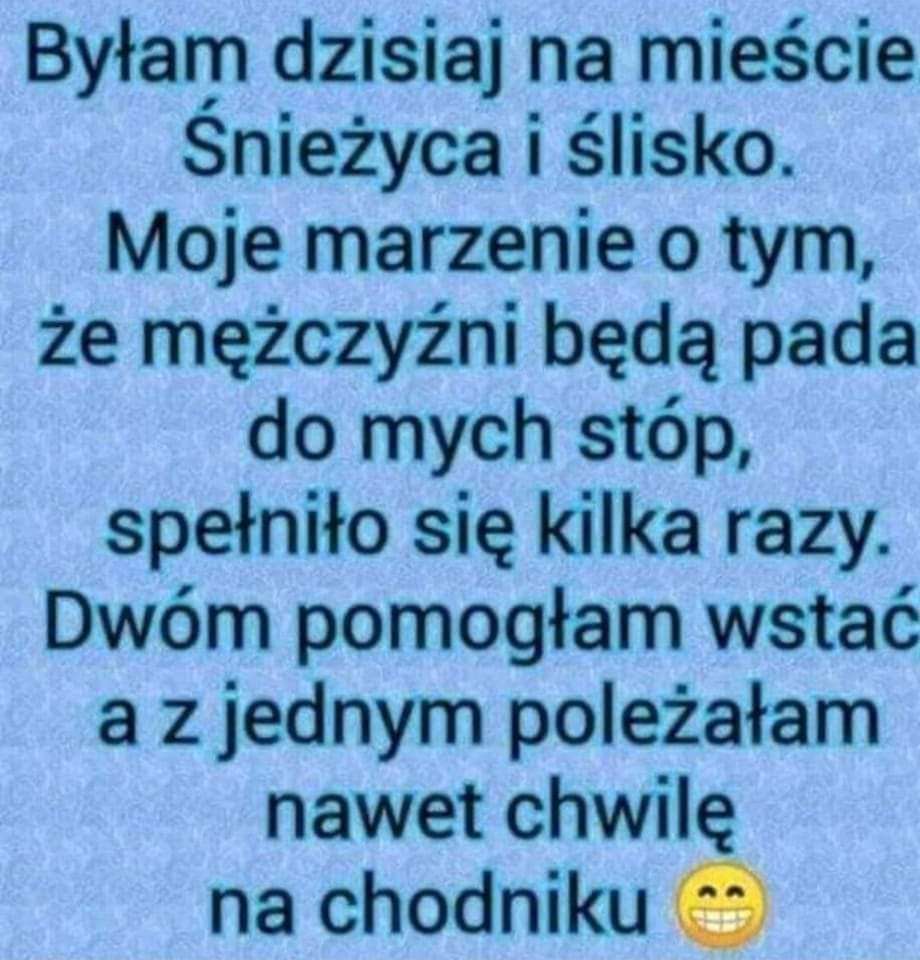 Byłam dzisiaj na mieście
Śnieżyca i ślisko.
Moje marzenie o tym,
że mężczyźni będą pada
do mych stóp,
spełniło się kilka razy.
Dwóm pomogłam wstać
a z jednym poleżałam
nawet chwilę
na chodniku 😁